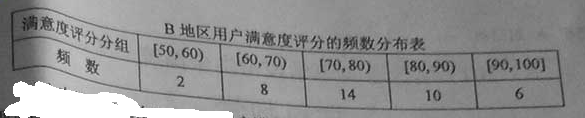 B 地区用户满意度评分的频数分布表
满意度评分分组 [50,60) [60,70) [70,80) [80,90) [90,100]
频 数 2 8 14 10 6